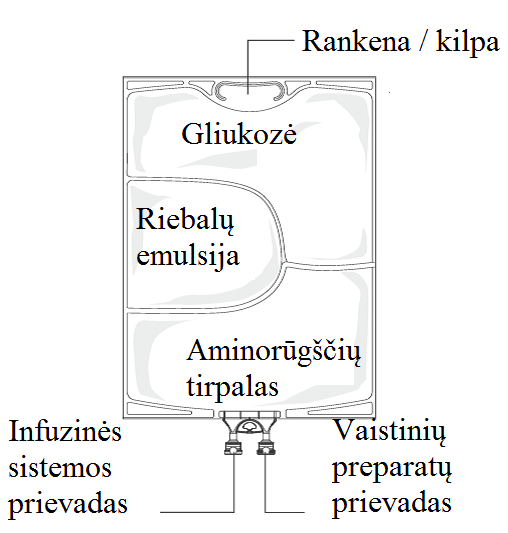 Rankena / kilpa
Gliukozė
Riebalų
emulsija
Aminorūgščių
tirpalas
Infuzinės
sistemos
prievadas
Vaistinių
preparatų
prievadas